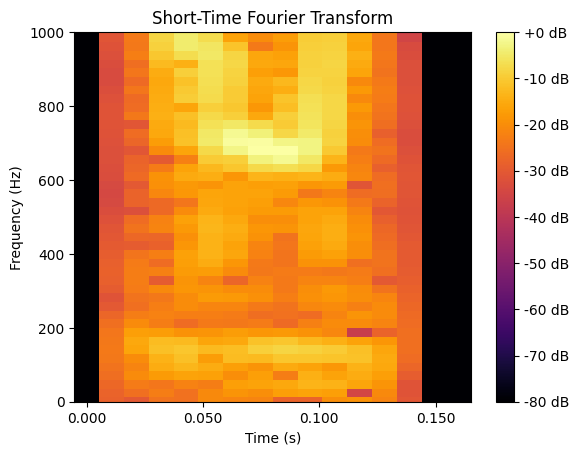 Short-Time Fourier Transform
1000
800
600
400
200
0
Frequency (Hz)
0.000
0.050
0.100
0.150
Time (s)
+0 dB
-10 dB
-20 dB
-30 dB
-40 dB
-50 dB
-60 dB
-70 dB
-80 dB